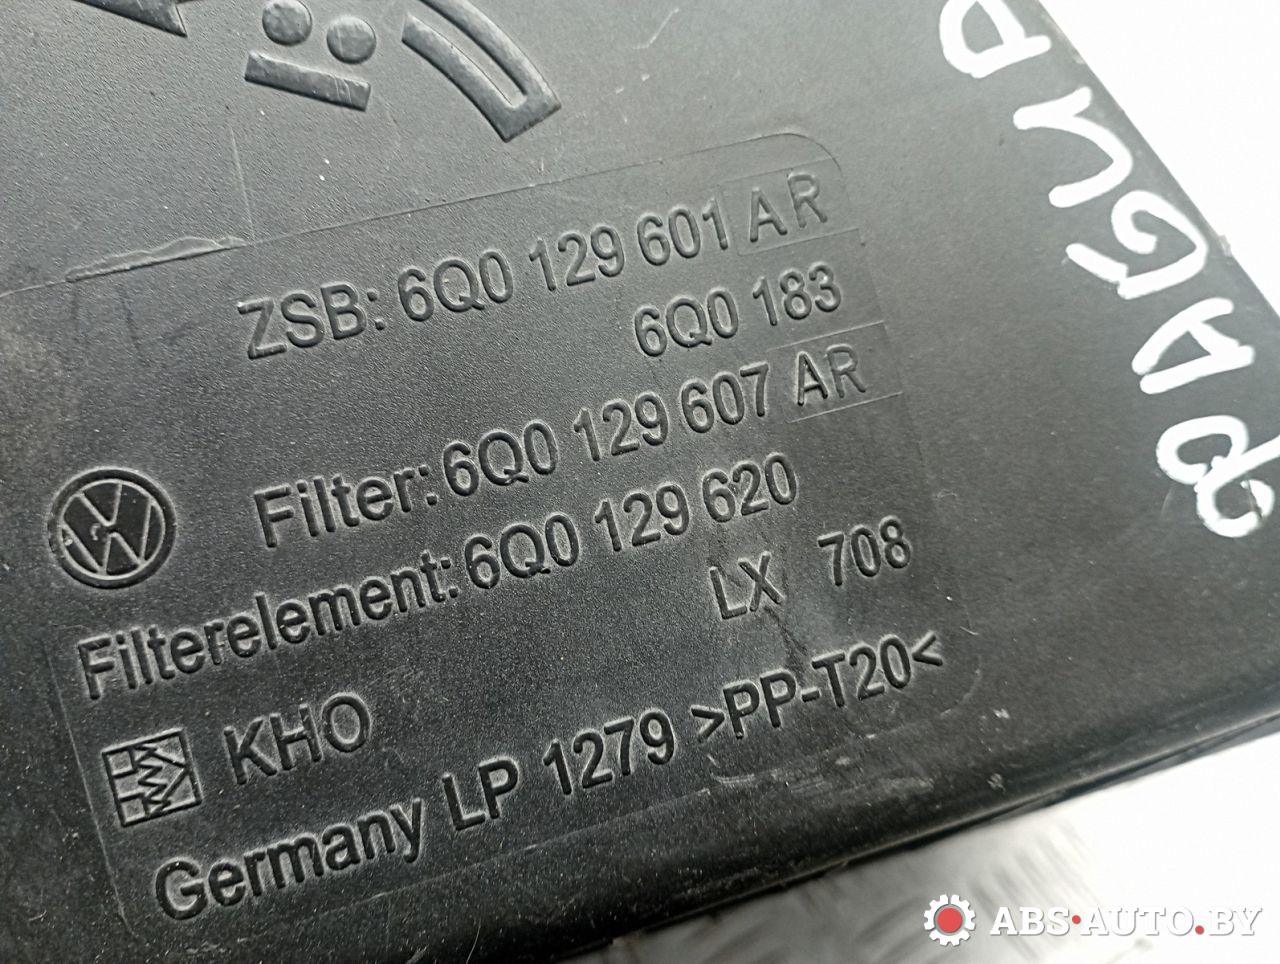 ZSB: 6Q0 129 601 AR
6Q0 183
Filter: 6Q0 129 607 AR
Filterelement: 6Q0 129 620
LX 708
KHO
Germany LP 1279 >PP-T20<
ABS-AUTO.BY